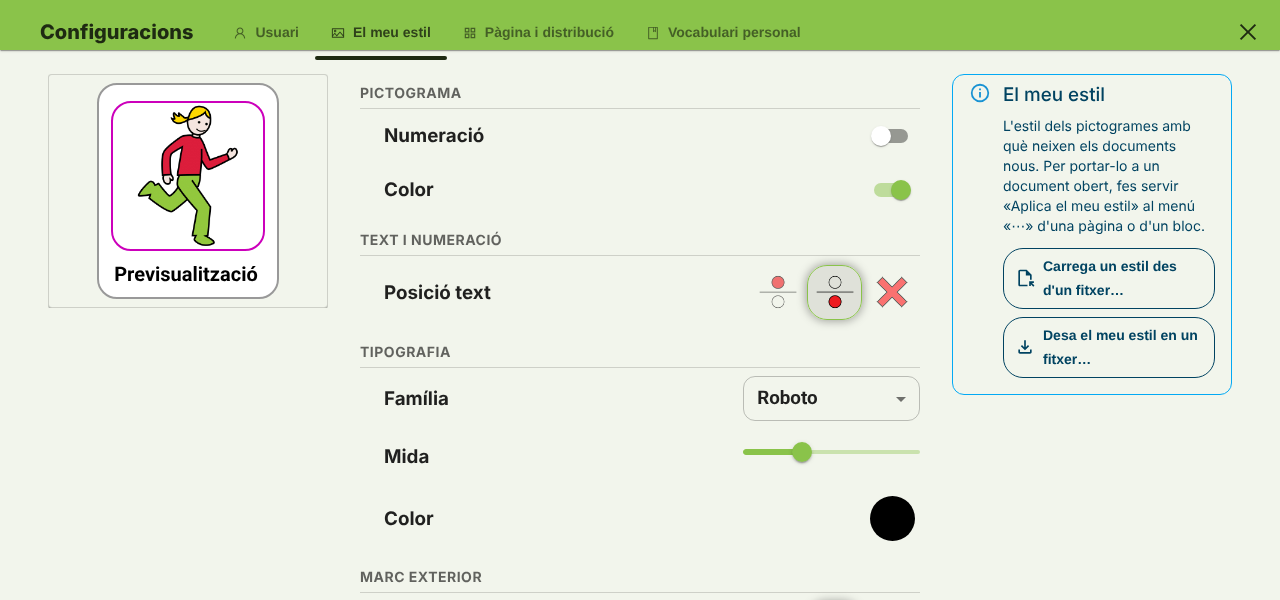 Configuracions
Usuari
El meu estil
Pàgina i distribució
Vocabulari personal
Previsualització
PICTOGRAMA
Numeració
Color
TEXT I NUMERACIÓ
Posició text
TIPOGRAFIA
Família
Roboto
Mida
Color
MARC EXTERIOR
El meu estil
L'estil dels pictogrames amb
què neixen els documents
nous. Per portar-lo a un
document obert, fes servir
«Aplica el meu estil» al menú
«⋯» d'una pàgina o d'un bloc.
Carrega un estil des
d'un fitxer…
Desa el meu estil en un
fitxer…